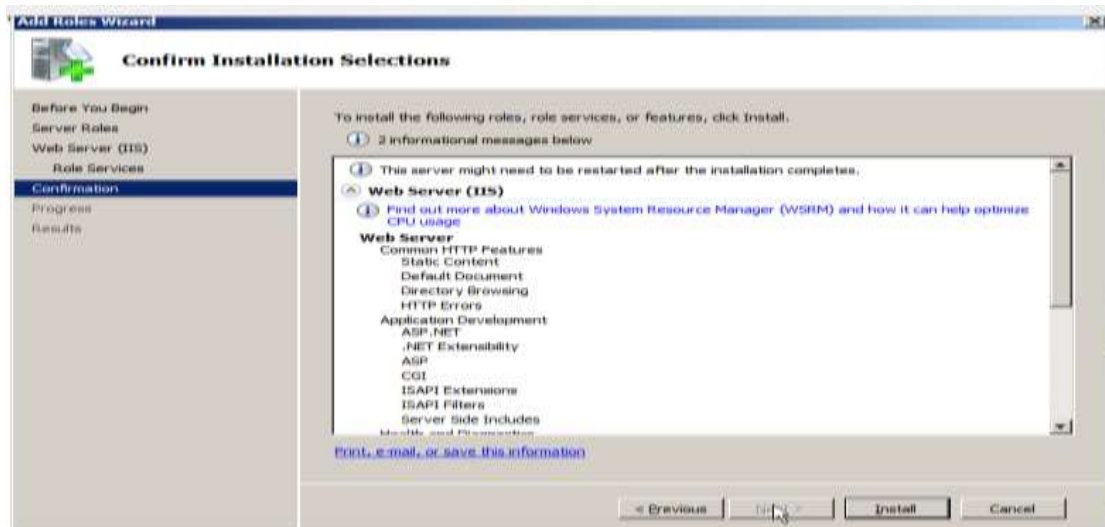 Add Roles Wizard
Confirm Installation Selections
Before You Begin
Server Roles
Web Server (IIS)
Role Services
Confirmation
Progress
Results
To install the following roles, role services, or features, click Install.
2 informational messages below
This server might need to be restarted after the installation completes.
Web Server (IIS)
Find out more about Windows System Resource Manager (WSRM) and how it can help optimize
CPU usage
Web Server
Common HTTP Features
Static Content
Default Document
Directory Browsing
HTTP Errors
Application Development
ASP.NET
.NET Extensibility
ASP
CGI
ISAPI Extensions
ISAPI Filters
Server Side Includes
Health and Diagnostics
Print, e-mail, or save this information
< Previous
Install
Cancel